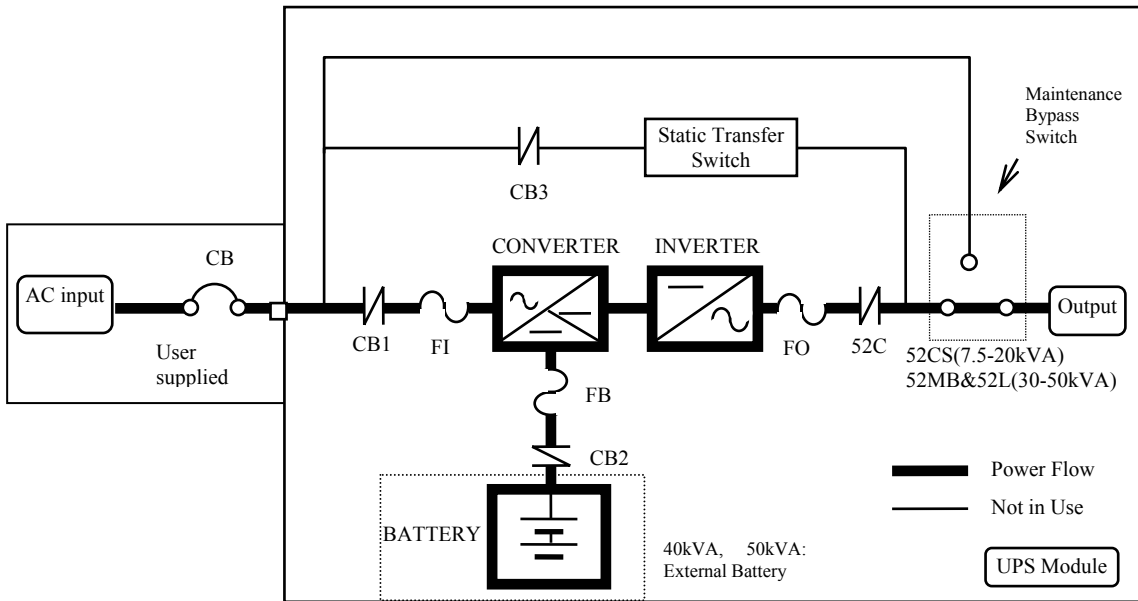 Maintenance
Bypass
Switch
Static Transfer
Switch
CB3
CB
CONVERTER
INVERTER
AC input
Output
CB1
FI
FO
52C
User
supplied
52CS(7.5-20kVA)
52MB&52L(30-50kVA)
FB
CB2
Power Flow
Not in Use
BATTERY
40kVA, 50kVA:
External Battery
UPS Module